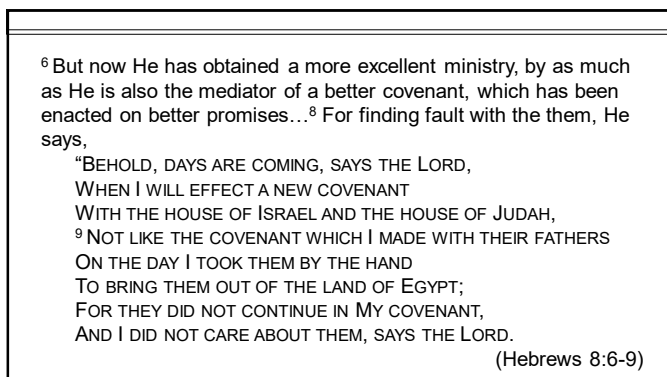 ⁶ But now He has obtained a more excellent ministry, by as much
as He is also the mediator of a better covenant, which has been
enacted on better promises…⁸ For finding fault with the them, He
says,
“BEHOLD, DAYS ARE COMING, SAYS THE LORD,
WHEN I WILL EFFECT A NEW COVENANT
WITH THE HOUSE OF ISRAEL AND THE HOUSE OF JUDAH,
⁹ NOT LIKE THE COVENANT WHICH I MADE WITH THEIR FATHERS
ON THE DAY I TOOK THEM BY THE HAND
TO BRING THEM OUT OF THE LAND OF EGYPT;
FOR THEY DID NOT CONTINUE IN MY COVENANT,
AND I DID NOT CARE ABOUT THEM, SAYS THE LORD.
(Hebrews 8:6-9)